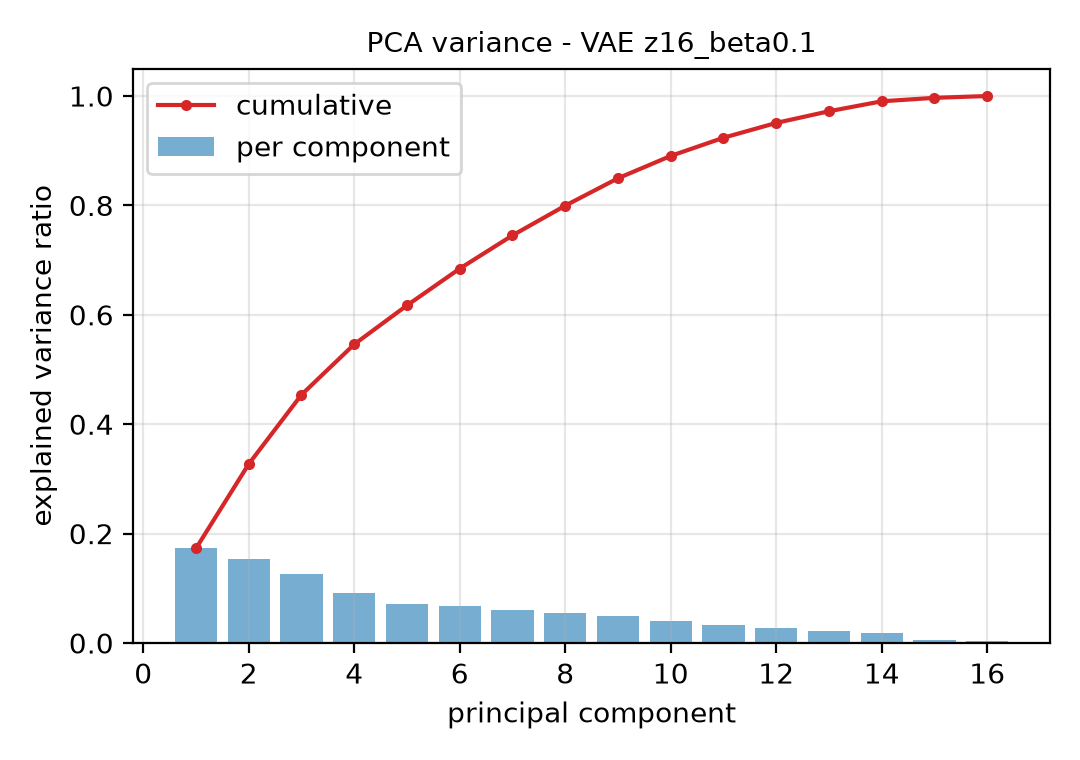 PCA variance - VAE z16_beta0.1
cumulative
per component
explained variance ratio
1.0
0.8
0.6
0.4
0.2
0.0
0 2 4 6 8 10 12 14 16
principal component